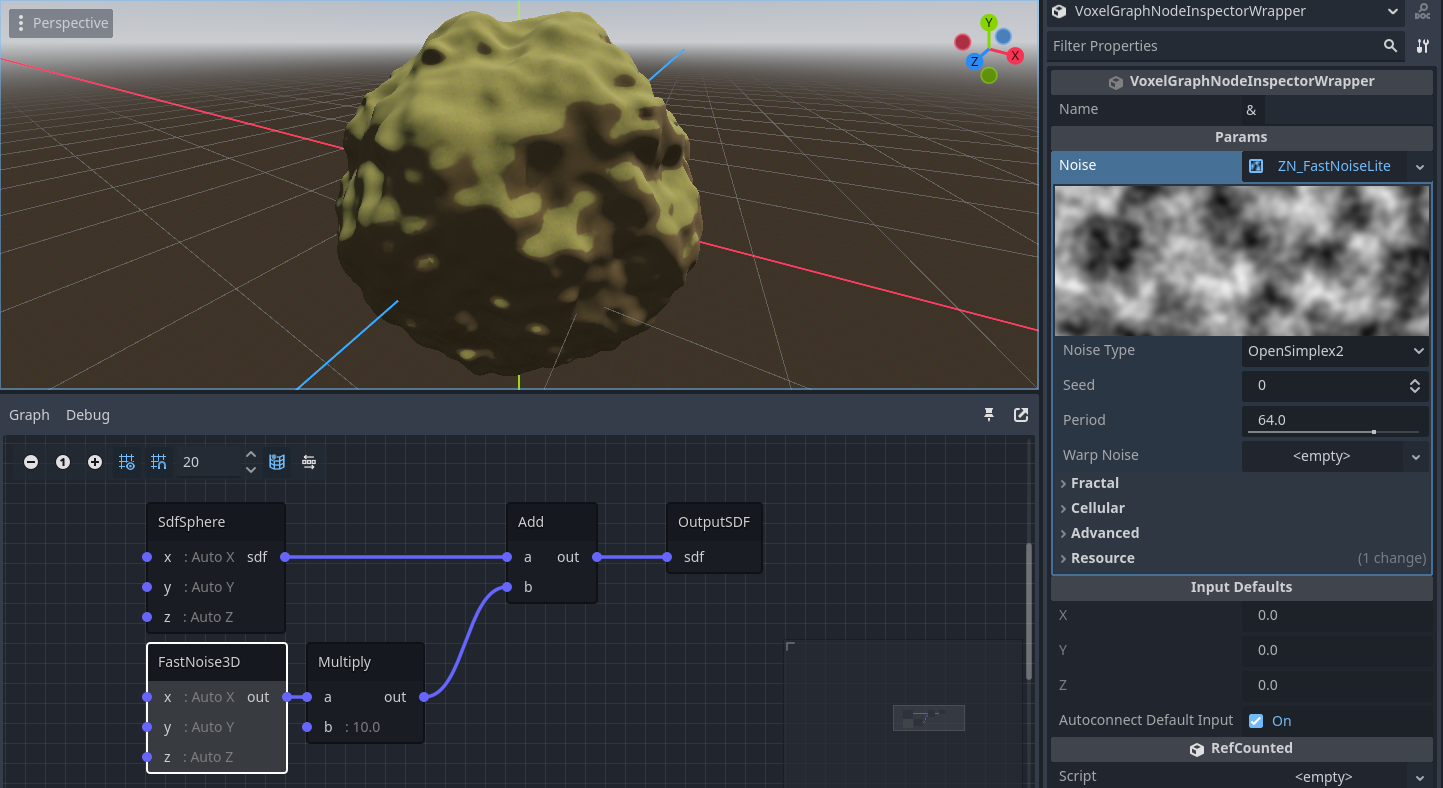 Perspective
Y
X
Z
Graph Debug
20
SdfSphere
x : Auto X sdf
y : Auto Y
z : Auto Z
Add
a out
b
OutputSDF
sdf
FastNoise3D
x : Auto X out
y : Auto Y
z : Auto Z
Multiply
a out
b : 10.0
VoxelGraphNodeInspectorWrapper
DOC
Filter Properties
VoxelGraphNodeInspectorWrapper
Name &
Params
Noise ZN_FastNoiseLite
Noise Type OpenSimplex2
Seed 0
Period 64.0
Warp Noise <empty>
Fractal
Cellular
Advanced
Resource (1 change)
Input Defaults
X 0.0
Y 0.0
Z 0.0
Autoconnect Default Input On
RefCounted
Script <empty>